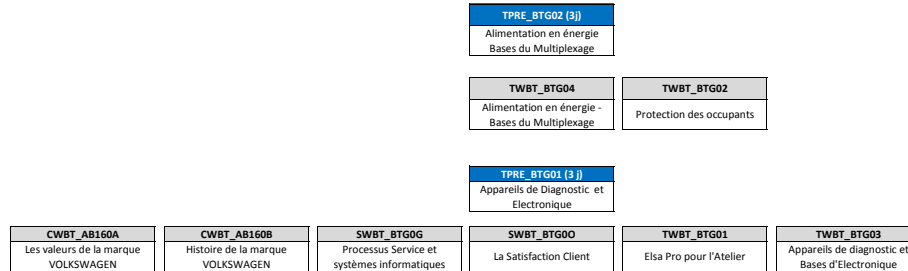 TPRE_BTG02 (3j)
Alimentation en énergie
Bases du Multiplexage
TWBT_BTG04
Alimentation en énergie -
Bases du Multiplexage
TWBT_BTG02
Protection des occupants
TPRE_BTG01 (3 j)
Appareils de Diagnostic et
Electronique
CWBT_AB160A
Les valeurs de la marque
VOLKSWAGEN
CWBT_AB160B
Histoire de la marque
VOLKSWAGEN
SWBT_BTG0G
Processus Service et
systèmes informatiques
SWBT_BTG0O
La Satisfaction Client
TWBT_BTG01
Elsa Pro pour l'Atelier
TWBT_BTG03
Appareils de diagnostic et
Bases d'Electronique